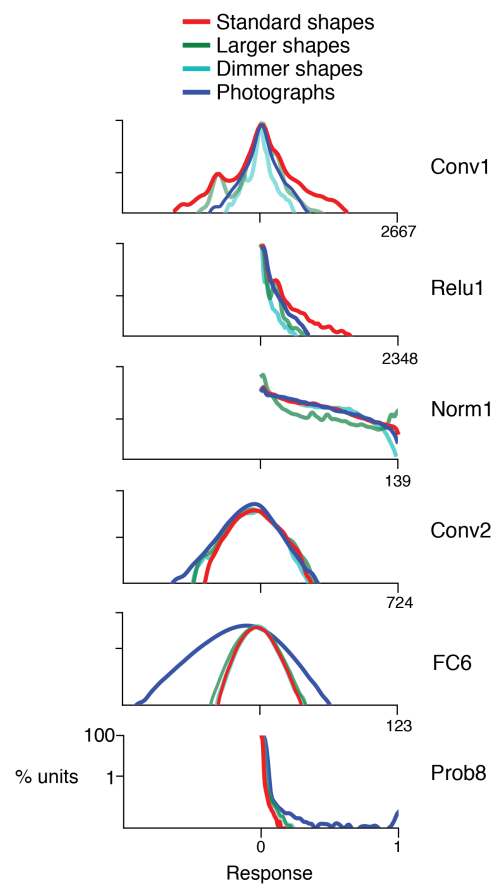 Standard shapes
Larger shapes
Dimmer shapes
Photographs
Conv1
2667
Relu1
2348
Norm1
139
Conv2
724
FC6
123
100
% units
1
Prob8
0
1
Response